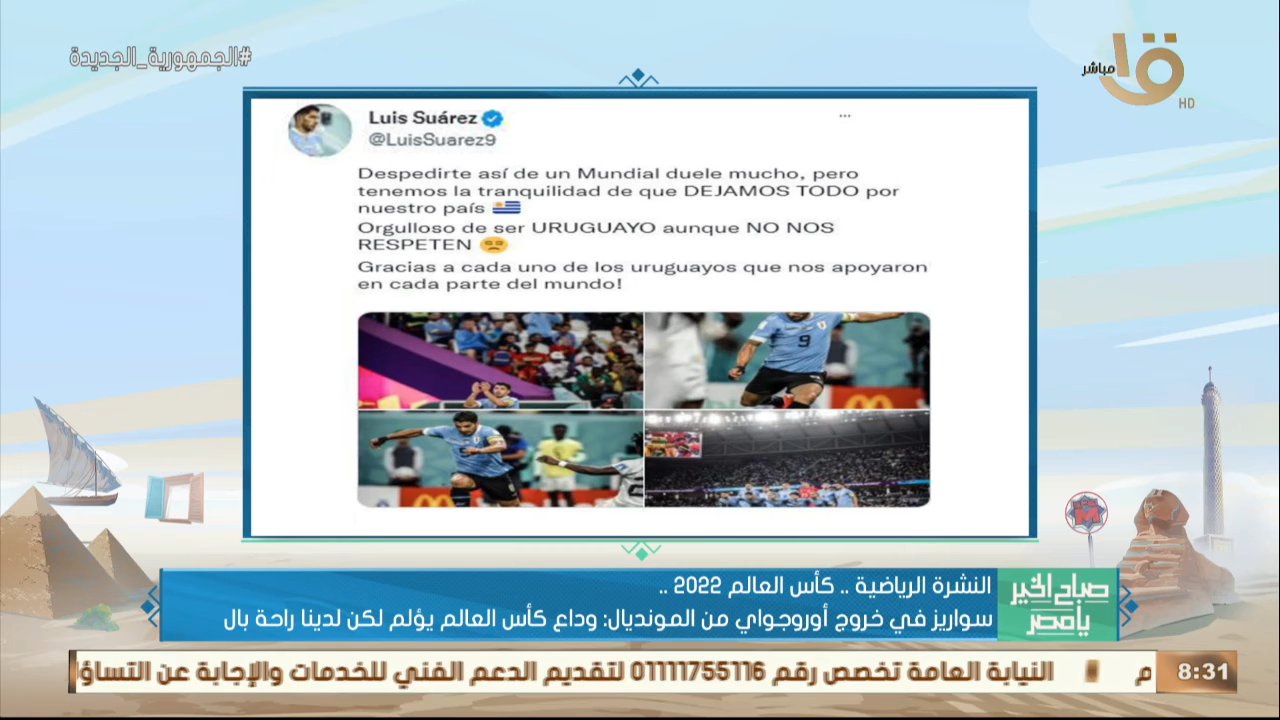 #الجمهورية_الجديدة
مباشر
HD
Luis Suárez
@LuisSuarez9
Despedirte así de un Mundial duele mucho, pero
tenemos la tranquilidad de que DEJAMOS TODO por
nuestro país
Orgulloso de ser URUGUAYO aunque NO NOS
RESPETEN
Gracias a cada uno de los uruguayos que nos apoyaron
en cada parte del mundo!
9
M
صباح الخير
يا مصر
النشرة الرياضية .. كأس العالم 2022 ..
سواريز في خروج أوروجواي من المونديال: وداع كأس العالم يؤلم لكن لدينا راحة بال
8:31
م النيابة العامة تخصص رقم 01111755116 لتقديم الدعم الفني للخدمات والإجابة عن التساؤ